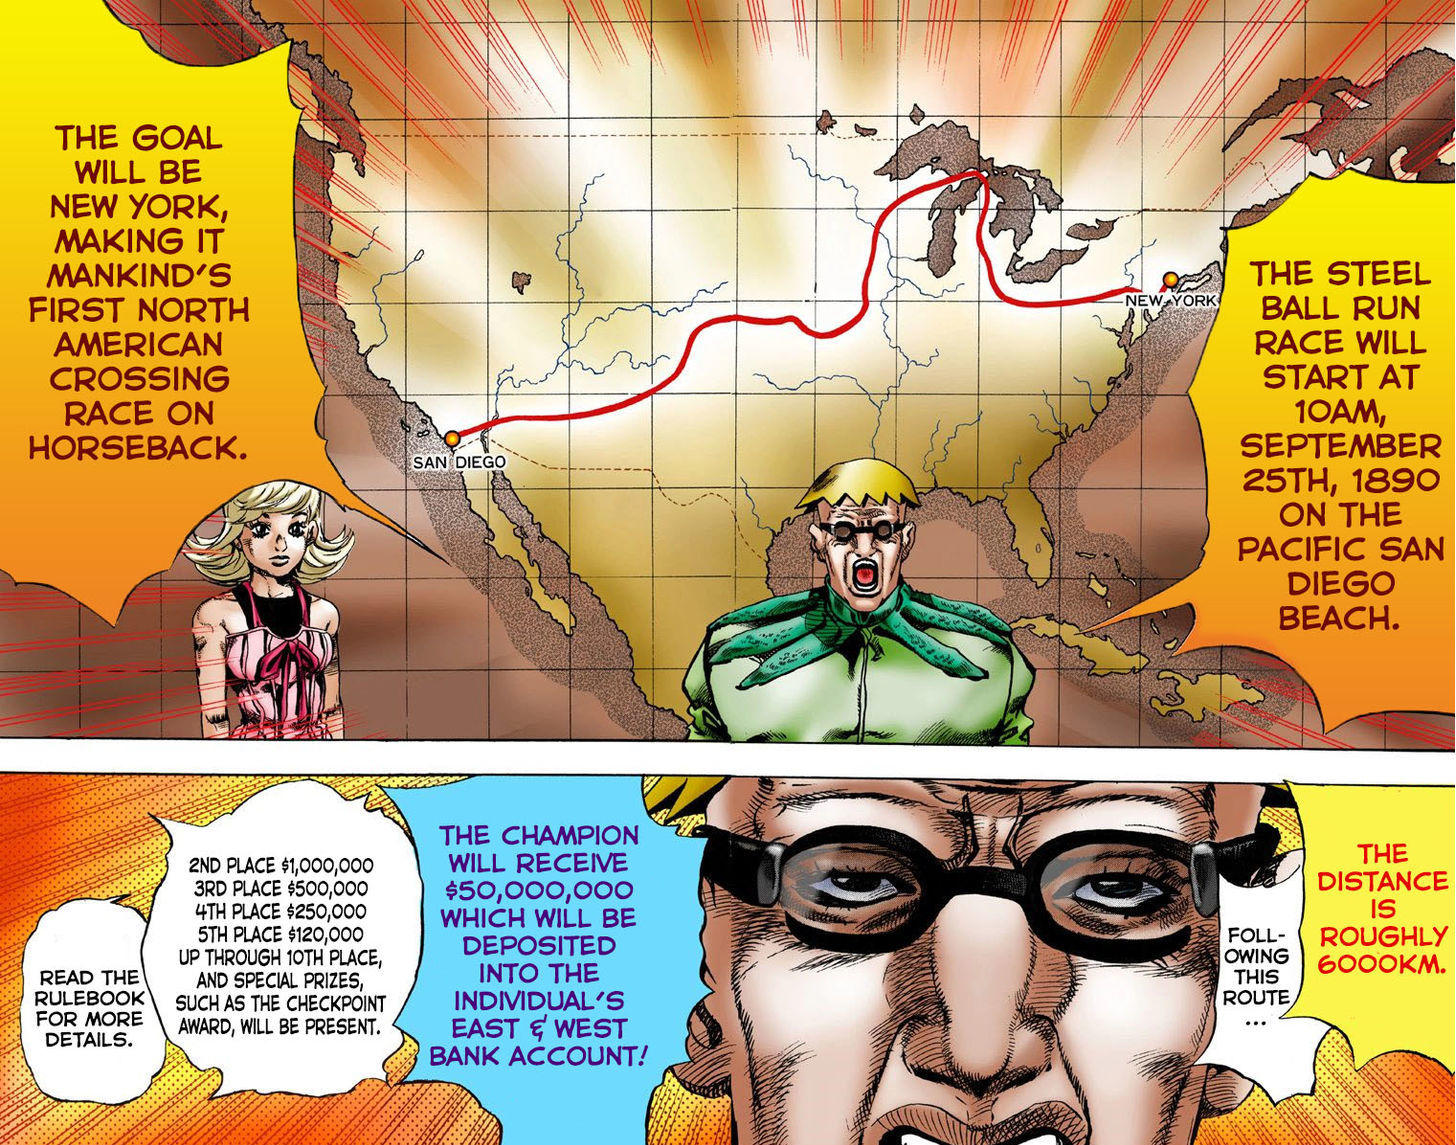 THE STEEL
BALL RUN
RACE WILL
START AT
10AM,
SEPTEMBER
25TH, 1890
ON THE
PACIFIC SAN
DIEGO
BEACH.
THE GOAL
WILL BE
NEW YORK,
MAKING IT
MANKIND'S
FIRST NORTH
AMERICAN
CROSSING
RACE ON
HORSEBACK.
NEW YORK
SAN DIEGO
THE
DISTANCE
IS
ROUGHLY
6000KM.
FOLL-
OWING
THIS
ROUTE
...
THE CHAMPION
WILL RECEIVE
$50,000,000
WHICH WILL BE
DEPOSITED
INTO THE
INDIVIDUAL'S
EAST & WEST
BANK ACCOUNT!
2ND PLACE $1,000,000
3RD PLACE $500,000
4TH PLACE $250,000
5TH PLACE $120,000
UP THROUGH 10TH PLACE,
AND SPECIAL PRIZES,
SUCH AS THE CHECKPOINT
AWARD, WILL BE PRESENT.
READ THE
RULEBOOK
FOR MORE
DETAILS.